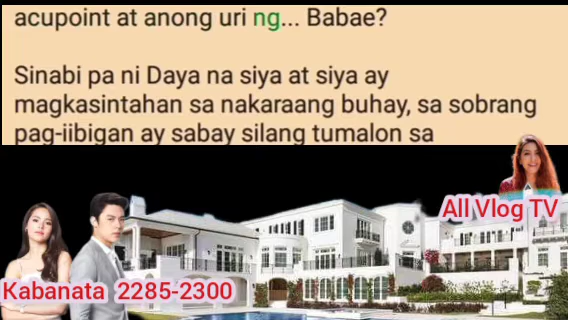 acupoint at anong uri ng... Babae?
Sinabi pa ni Daya na siya at siya ay
magkasintahan sa nakaraang buhay, sa sobrang
pag-iibigan ay sabay silang tumalon sa
All Vlog TV
Kabanata 2285-2300